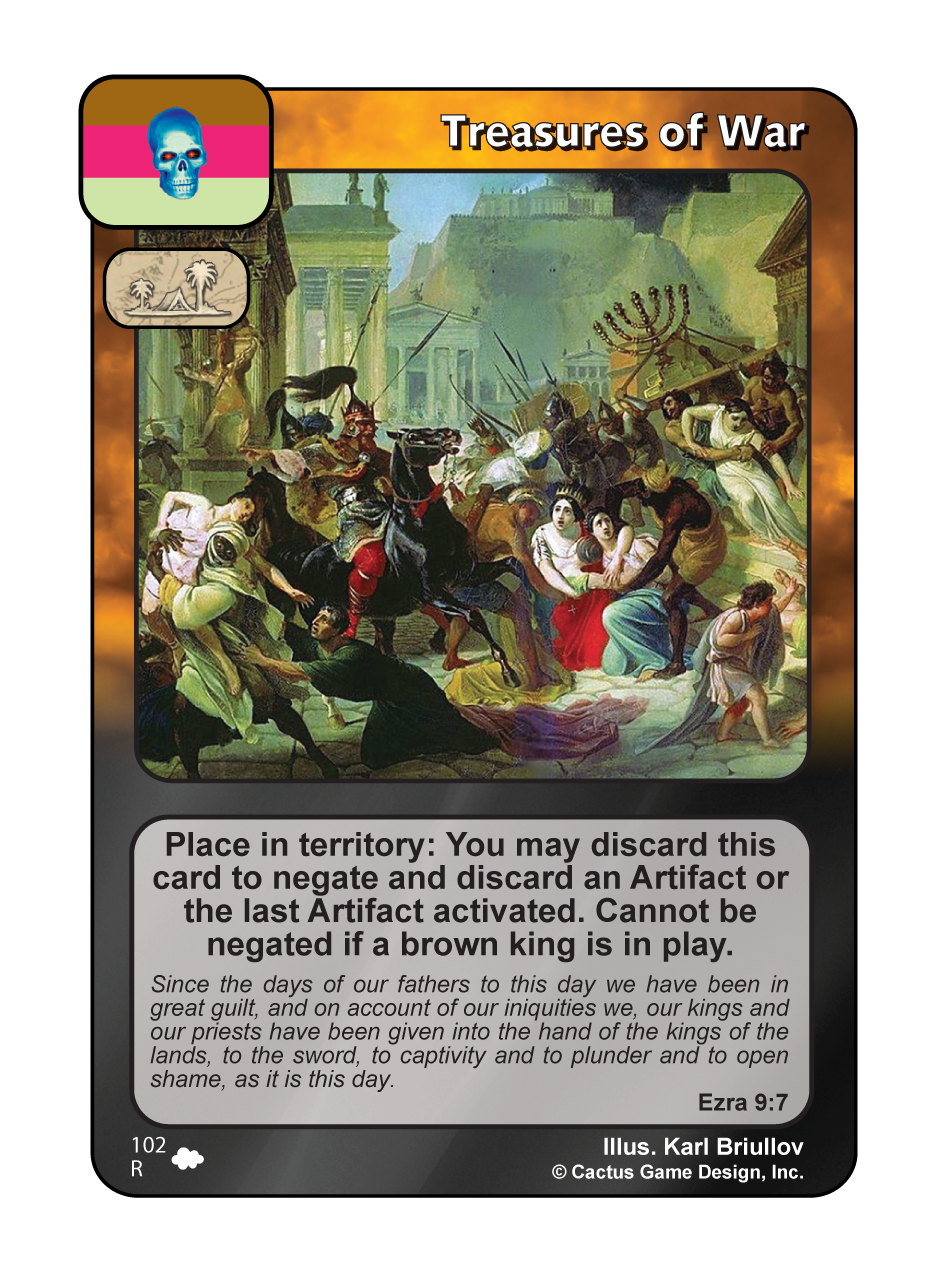 Treasures of War
Place in territory: You may discard this
card to negate and discard an Artifact or
the last Artifact activated. Cannot be
negated if a brown king is in play.
Since the days of our fathers to this day we have been in
great guilt, and on account of our iniquities we, our kings and
our priests have been given into the hand of the kings of the
lands, to the sword, to captivity and to plunder and to open
shame, as it is this day.
Ezra 9:7
102
R
Illus. Karl Briullov
© Cactus Game Design, Inc.